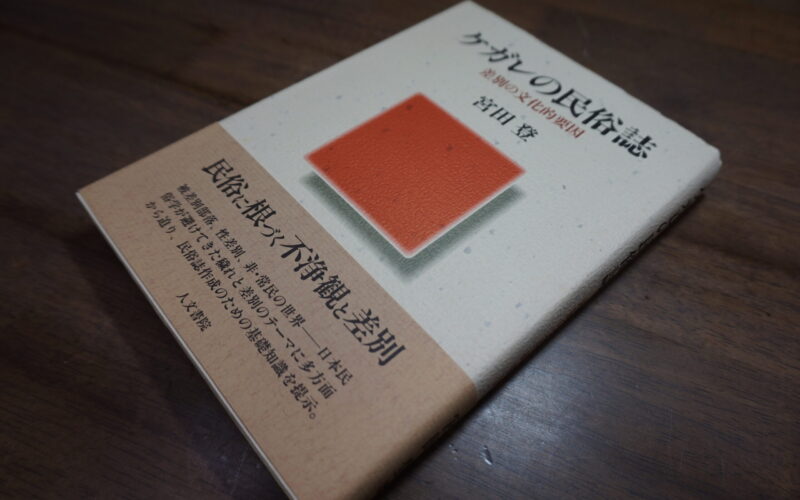 ケガレの民俗誌
差別の文化的要因
宮田 登
民俗に根づく不浄観と差別
被差別部落、性差別、非・常民の世界――日本民
俗学が避けてきた穢れと差別のテーマに多方面
から迫り、民俗誌作成のための基礎知識を提示。
人文書院